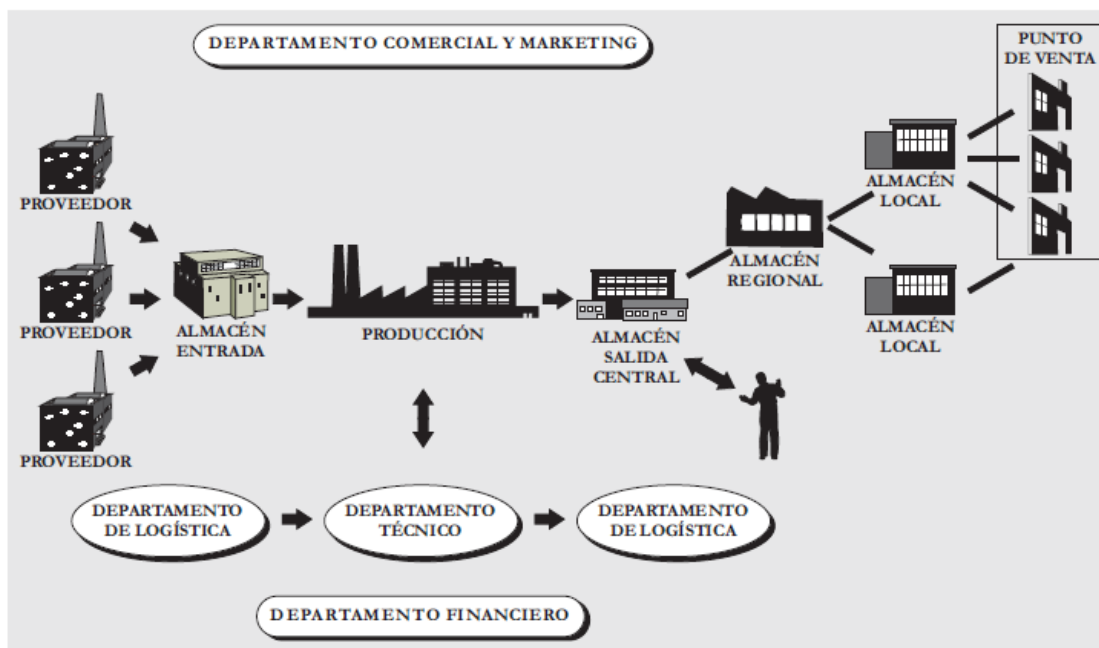 DEPARTAMENTO COMERCIAL Y MARKETING
PUNTO
DE VENTA
PROVEEDOR
PROVEEDOR
PROVEEDOR
ALMACÉN
ENTRADA
PRODUCCIÓN
ALMACÉN
SALIDA
CENTRAL
ALMACÉN
REGIONAL
ALMACÉN
LOCAL
ALMACÉN
LOCAL
DEPARTAMENTO
DE LOGÍSTICA
DEPARTAMENTO
TÉCNICO
DEPARTAMENTO
DE LOGÍSTICA
DEPARTAMENTO FINANCIERO